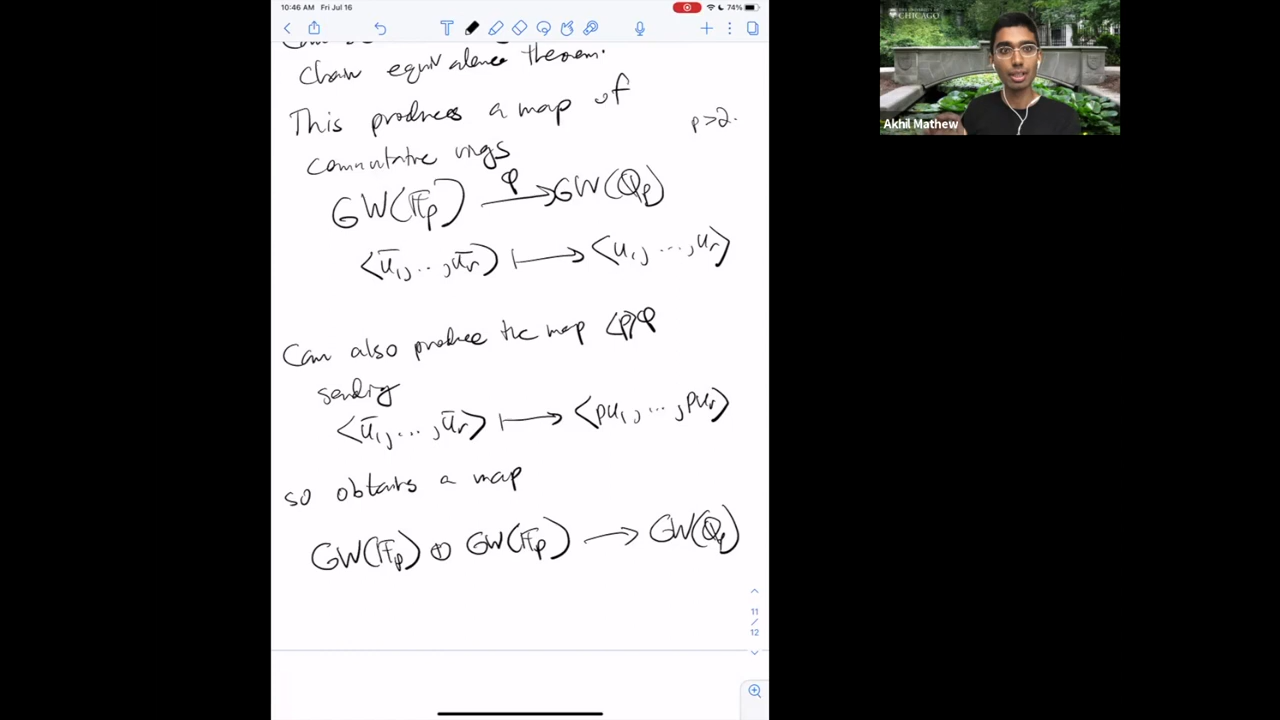 10:46 AM Fri Jul 16
74%
chain equivalence theorem.
This produces a map of
p>2.
commutative rings
GW(𝔽p) —φ→ GW(ℚp)
<ū₁, ..., ūr> ↦ <u₁, ..., ur>
Can also produce the map <p>φ
sending
<ū₁, ..., ūr> ↦ <pu₁, ..., pur>
so obtains a map
GW(𝔽p) ⊕ GW(𝔽p) → GW(ℚp)
11
/
12
CHICAGO
Akhil Mathew